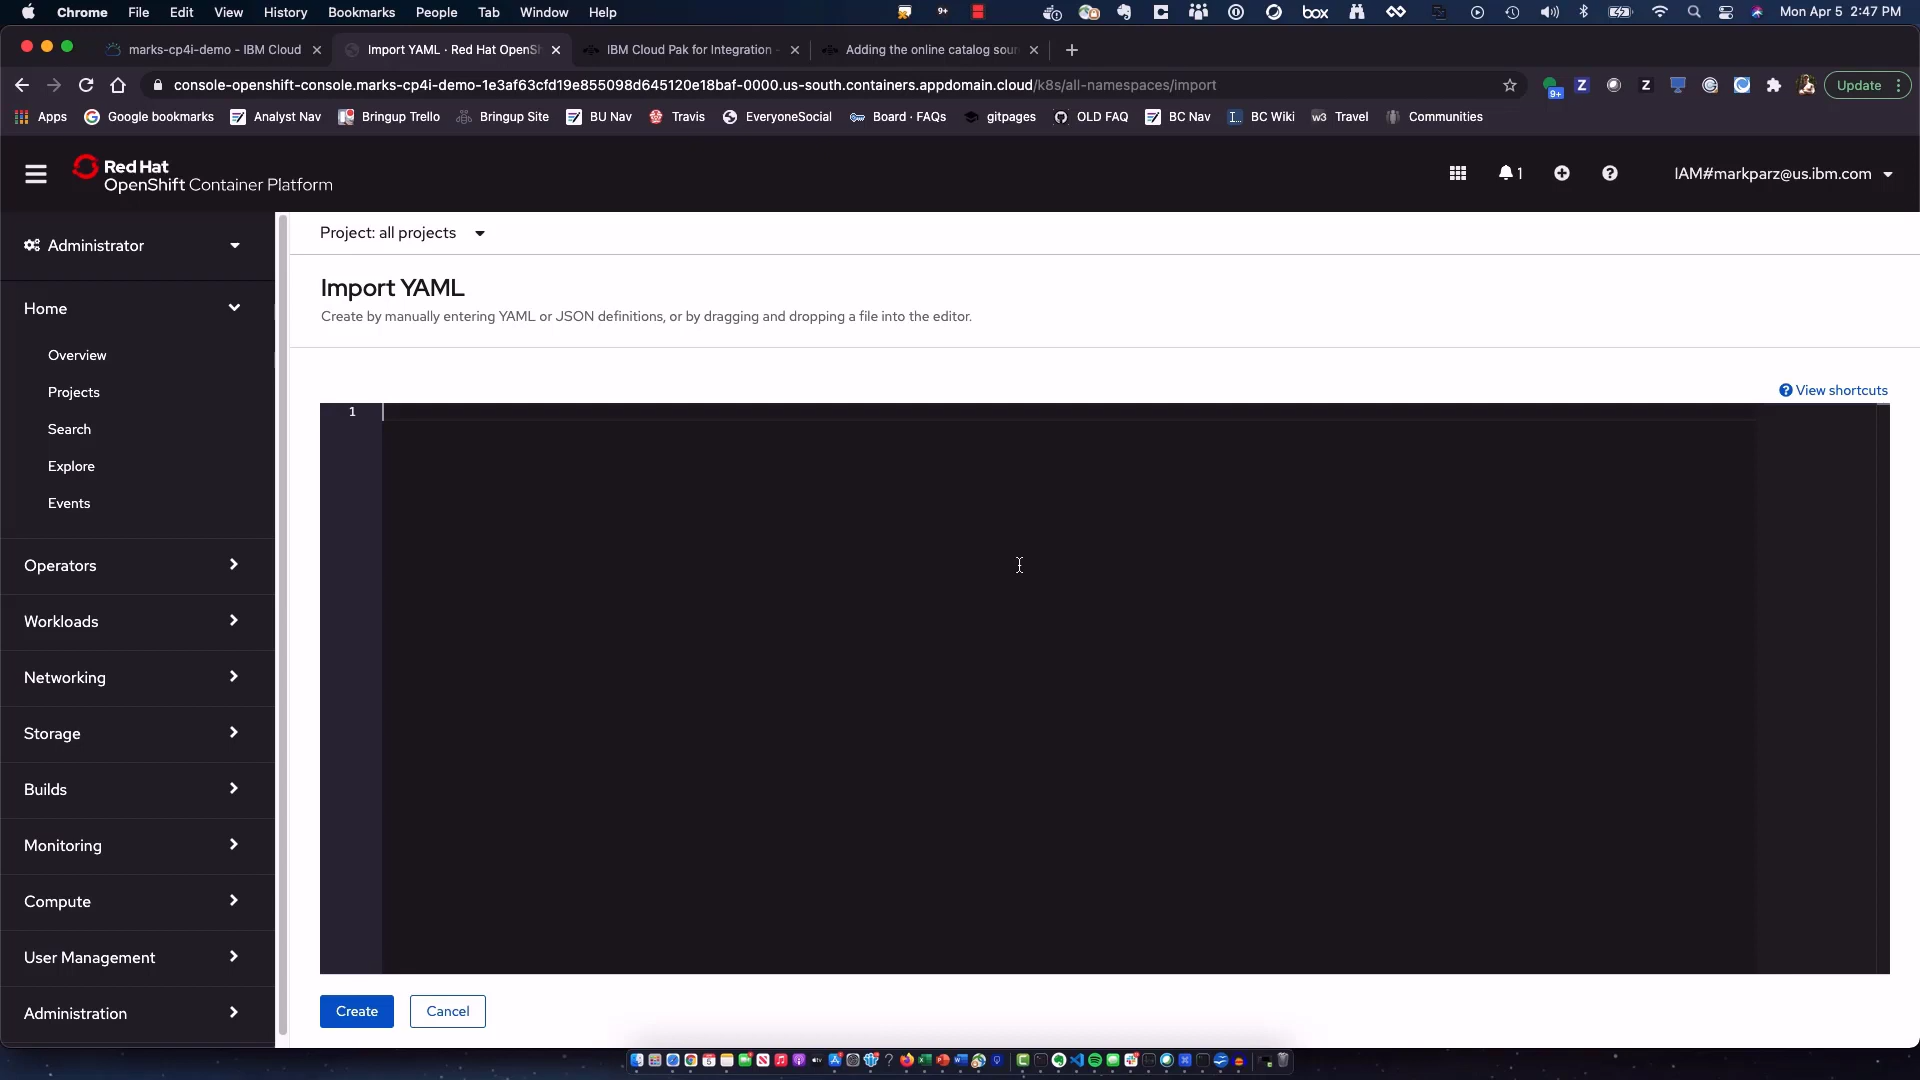 Chrome File Edit View History Bookmarks People Tab Window Help
9+
box
Mon Apr 5 2:47 PM
marks-cp4i-demo - IBM Cloud
Import YAML · Red Hat OpenSh
IBM Cloud Pak for Integration -
Adding the online catalog sour
console-openshift-console.marks-cp4i-demo-1e3af63cfd19e855098d645120e18baf-0000.us-south.containers.appdomain.cloud/k8s/all-namespaces/import
9+
Z
Z
Update
Apps Google bookmarks Analyst Nav Bringup Trello Bringup Site BU Nav Travis EveryoneSocial Board · FAQs gitpages OLD FAQ BC Nav BC Wiki w3 Travel Communities
Red Hat
OpenShift Container Platform
1
IAM#markparz@us.ibm.com
Administrator
Project: all projects
Home
Import YAML
Create by manually entering YAML or JSON definitions, or by dragging and dropping a file into the editor.
Overview
Projects
Search
Explore
Events
View shortcuts
1
Operators
Workloads
Networking
Storage
Builds
Monitoring
Compute
User Management
Administration
Create
Cancel